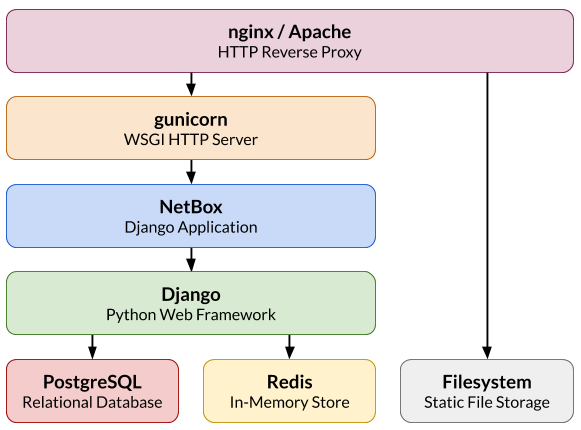 nginx / Apache
HTTP Reverse Proxy
gunicorn
WSGI HTTP Server
NetBox
Django Application
Django
Python Web Framework
PostgreSQL
Relational Database
Redis
In-Memory Store
Filesystem
Static File Storage